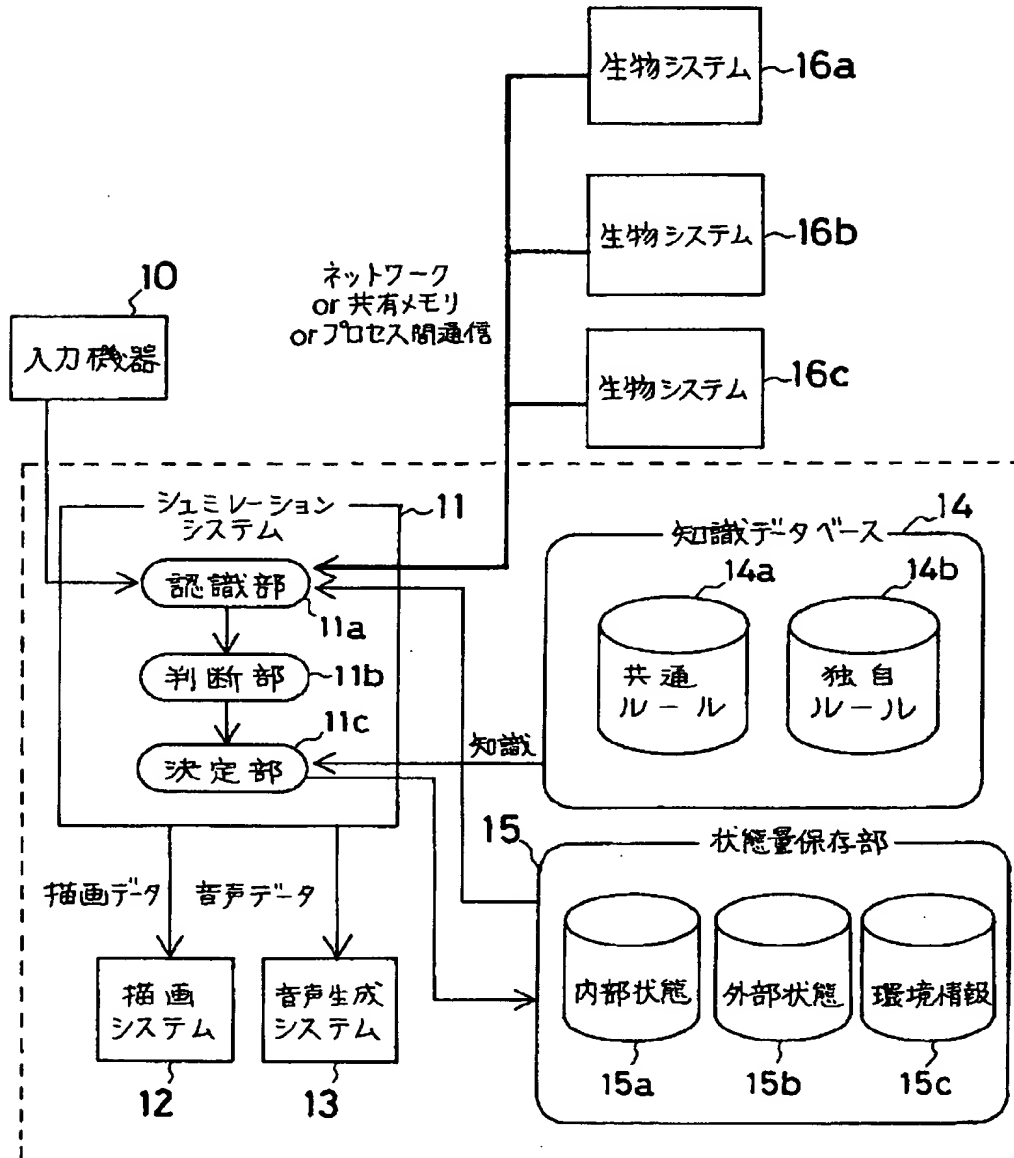 生物システム 16a
生物システム 16b
ネットワーク
or 共有メモリ
orプロセス間通信
10
入力機器
生物システム 16c
シュミレーション
システム
11
知識データベース
14
14a
14b
認識部
11a
共通
ルール
独自
ルール
判断部
11b
11c
決定部
知識
15
状態量保存部
描画データ
音声データ
内部状態
外部状態
環境情報
描画
システム
音声生成
システム
15a
15b
15c
12
13